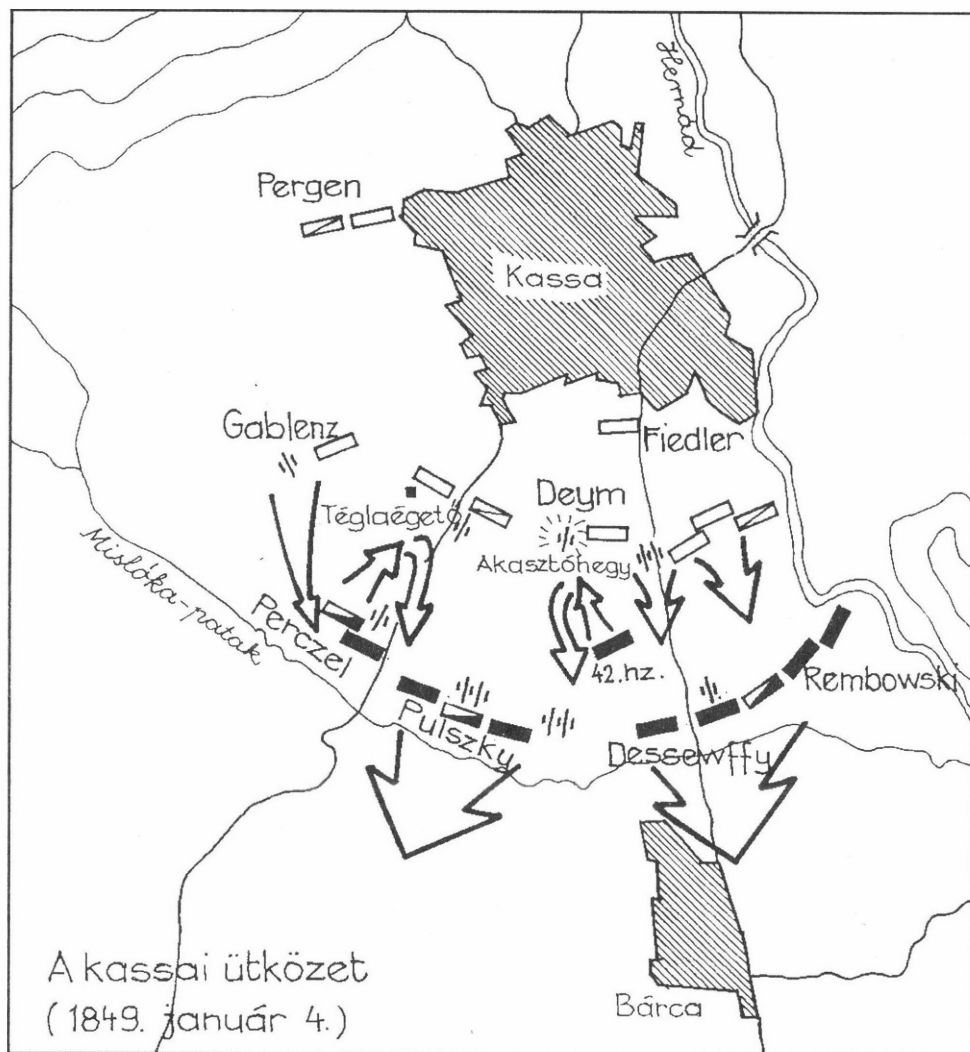 Hernád
Pergen
Kassa
Gablenz
Fiedler
Deym
Téglaégető
Akasztóhegy
Mislóka-patak
Perczel
42. hz.
Rembowski
Pulszky
Dessewffy
A kassai ütközet
(1849. január 4.)
Bárca